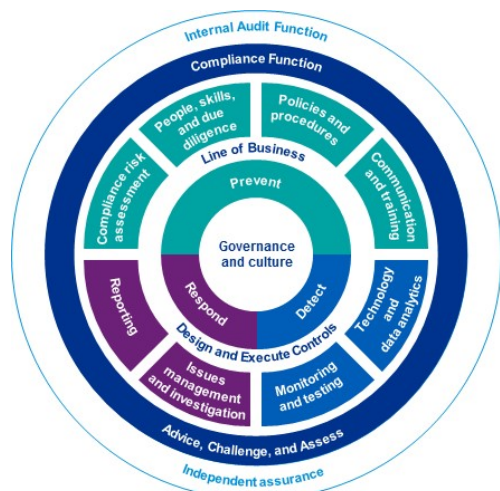 Internal Audit Function
Compliance Function
People, skills,
and due
diligence
Policies and
procedures
Line of Business
Compliance risk
assessment
Communication
and training
Prevent
Governance
and culture
Respond
Detect
Reporting
Technology
and
data analytics
Design and Execute Controls
Issues
management
and investigation
Monitoring
and testing
Advice, Challenge, and Assess
Independent assurance